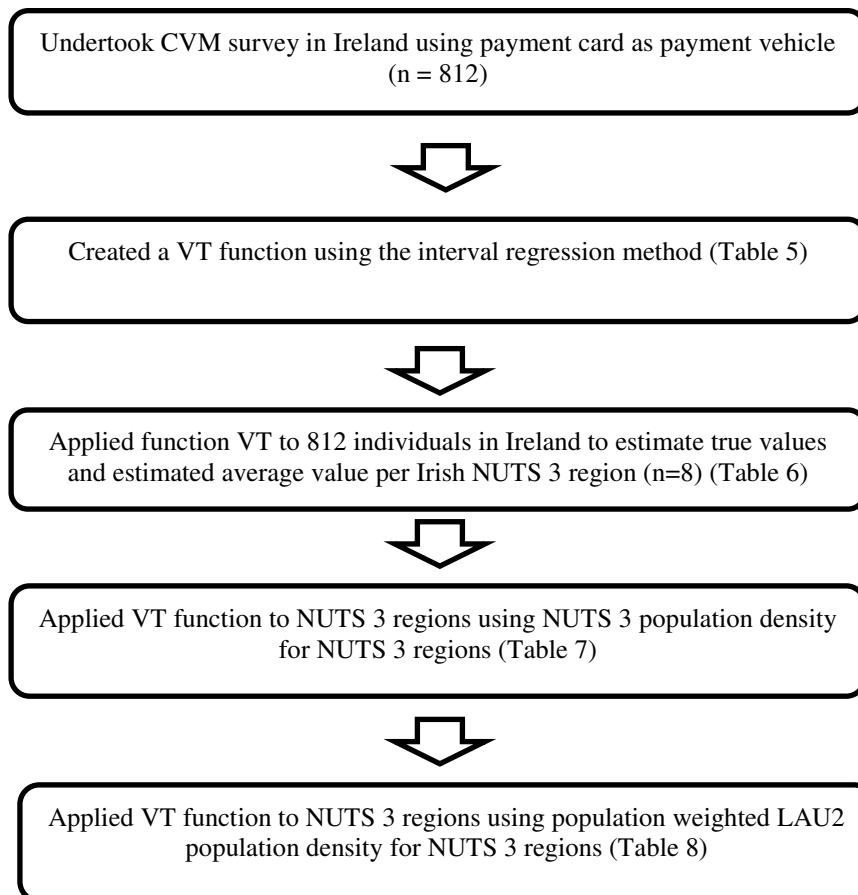 Undertook CVM survey in Ireland using payment card as payment vehicle
(n = 812)
Created a VT function using the interval regression method (Table 5)
Applied function VT to 812 individuals in Ireland to estimate true values
and estimated average value per Irish NUTS 3 region (n=8) (Table 6)
Applied VT function to NUTS 3 regions using NUTS 3 population density
for NUTS 3 regions (Table 7)
Applied VT function to NUTS 3 regions using population weighted LAU2
population density for NUTS 3 regions (Table 8)